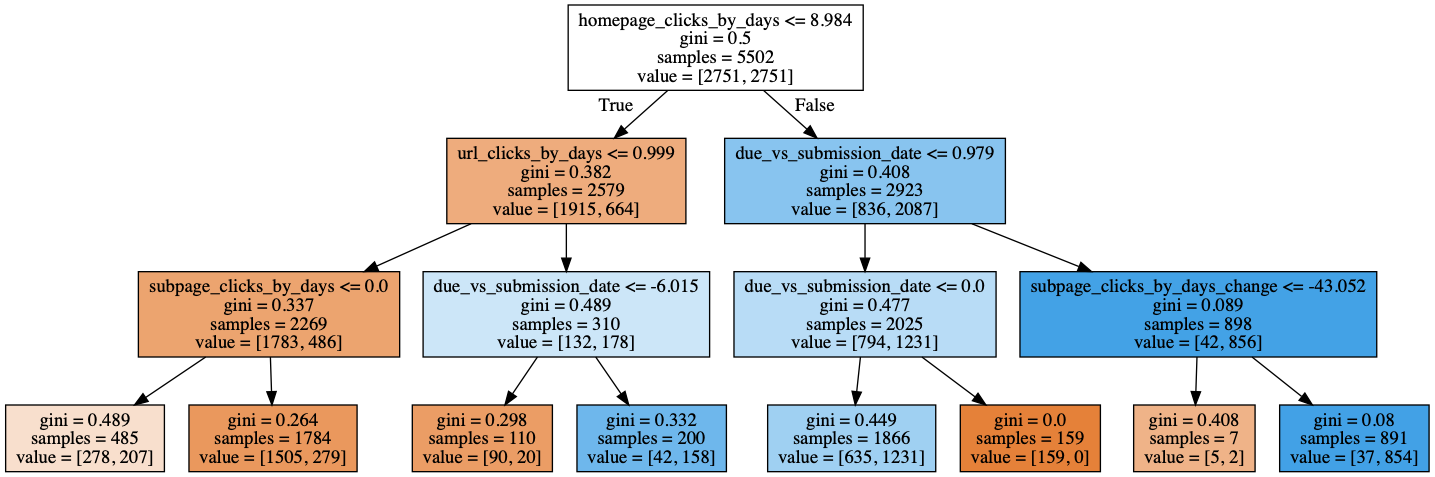 homepage_clicks_by_days <= 8.984
gini = 0.5
samples = 5502
value = [2751, 2751]
True
False
url_clicks_by_days <= 0.999
gini = 0.382
samples = 2579
value = [1915, 664]
due_vs_submission_date <= 0.979
gini = 0.408
samples = 2923
value = [836, 2087]
subpage_clicks_by_days <= 0.0
gini = 0.337
samples = 2269
value = [1783, 486]
due_vs_submission_date <= -6.015
gini = 0.489
samples = 310
value = [132, 178]
due_vs_submission_date <= 0.0
gini = 0.477
samples = 2025
value = [794, 1231]
subpage_clicks_by_days_change <= -43.052
gini = 0.089
samples = 898
value = [42, 856]
gini = 0.489
samples = 485
value = [278, 207]
gini = 0.264
samples = 1784
value = [1505, 279]
gini = 0.298
samples = 110
value = [90, 20]
gini = 0.332
samples = 200
value = [42, 158]
gini = 0.449
samples = 1866
value = [635, 1231]
gini = 0.0
samples = 159
value = [159, 0]
gini = 0.408
samples = 7
value = [5, 2]
gini = 0.08
samples = 891
value = [37, 854]